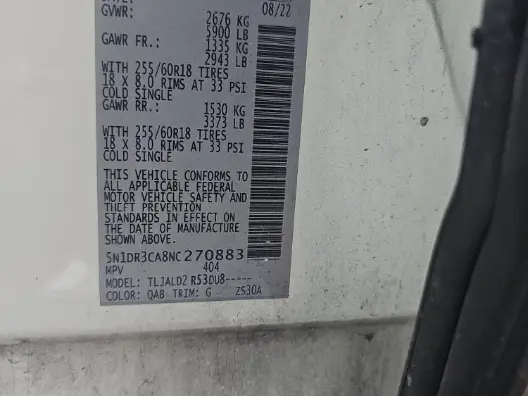 08/22
GVWR: 2676 KG
5900 LB
GAWR FR.: 1335 KG
2943 LB
WITH 255/60R18 TIRES
18 X 8.0 RIMS AT 33 PSI
COLD SINGLE
GAWR RR.: 1530 KG
3373 LB
WITH 255/60R18 TIRES
18 X 8.0 RIMS AT 33 PSI
COLD SINGLE
THIS VEHICLE CONFORMS TO
ALL APPLICABLE FEDERAL
MOTOR VEHICLE SAFETY AND
THEFT PREVENTION
STANDARDS IN EFFECT ON
THE DATE OF MANUFACTURE
SHOWN ABOVE.
5N1DR3CA8NC270883
MPV 404
MODEL: TLJALD2 R53DU8-----
COLOR: QAB TRIM: G ZS30A